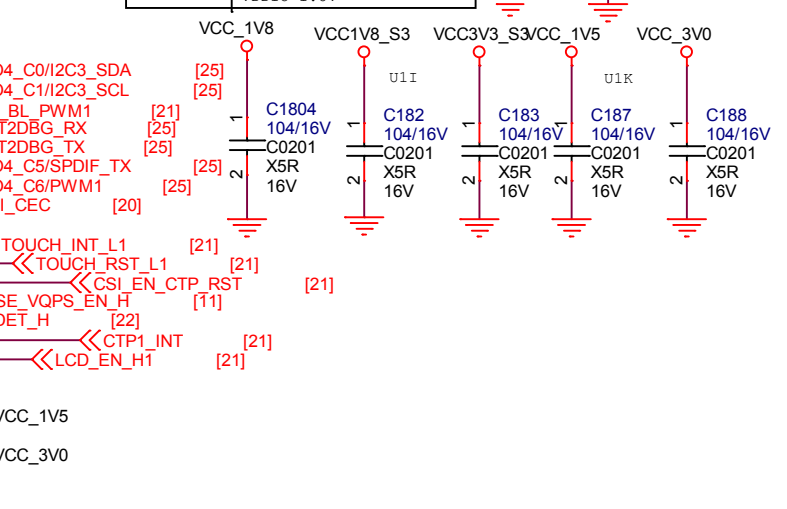 VCC_1V8
VCC1V8_S3
VCC3V3_S3
VCC_1V5
VCC_3V0
U1I
U1K
1
C1804
104/16V
C0201
X5R
16V
2
1
C182
104/16V
C0201
X5R
16V
2
1
C183
104/16V
C0201
X5R
16V
2
1
C187
104/16V
C0201
X5R
16V
2
1
C188
104/16V
C0201
X5R
16V
2
04_C0/I2C3_SDA [25]
04_C1/I2C3_SCL [25]
_BL_PWM1 [21]
T2DBG_RX [25]
T2DBG_TX [25]
04_C5/SPDIF_TX [25]
04_C6/PWM1 [25]
I_CEC [20]
TOUCH_INT_L1 [21]
TOUCH_RST_L1 [21]
CSI_EN_CTP_RST [21]
SE_VQPS_EN_H [11]
DET_H [22]
CTP1_INT [21]
LCD_EN_H1 [21]
VCC_1V5
VCC_3V0